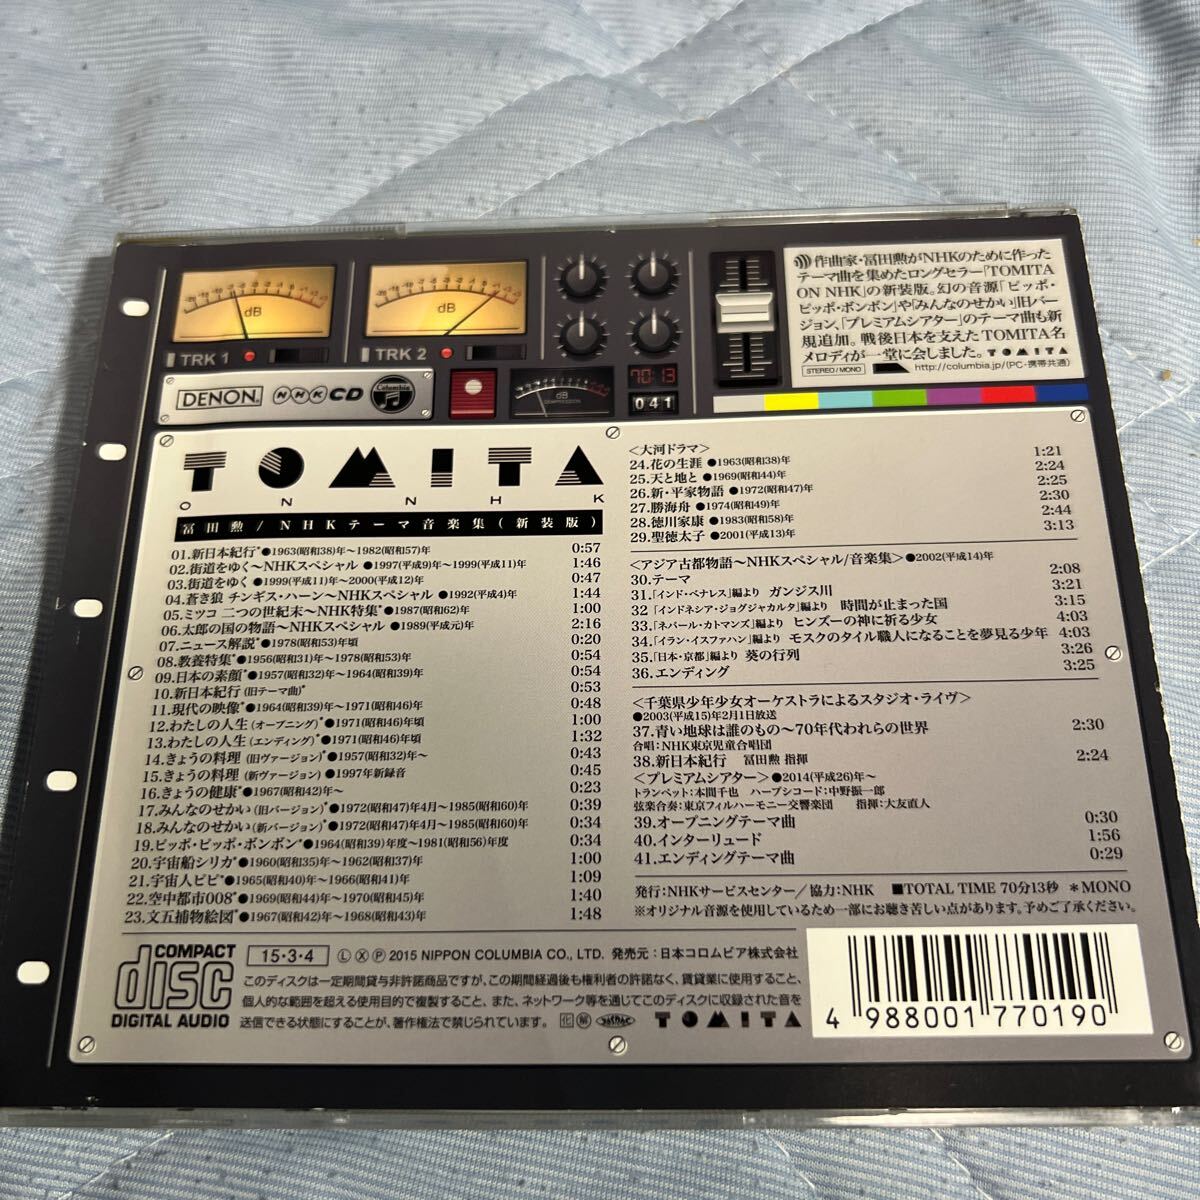 dB
TRK 1
dB
TRK 2
DENON
NHK CD
Columbia
dB
COMPRESSION
70:13
041
作曲家・冨田勲がNHKのために作った
テーマ曲を集めたロングセラー「TOMITA
ON NHK」の新装版。幻の音源「ピッポ・
ピッポ・ボンボン」や「みんなのせかい」旧バー
ジョン、「プレミアムシアター」のテーマ曲も新
規追加。戦後日本を支えたTOMITA名
メロディが一堂に会しました。TOMITA
STEREO/MONO http://columbia.jp/(PC・携帯共通)
TOMITA
ON NHK
冨田勲/NHKテーマ音楽集(新装版)
01.新日本紀行*●1963(昭和38)年～1982(昭和57)年 0:57
02.街道をゆく～NHKスペシャル ●1997(平成9)年～1999(平成11)年 1:46
03.街道をゆく●1999(平成11)年～2000(平成12)年 0:47
04.蒼き狼 チンギス・ハーン～NHKスペシャル ●1992(平成4)年 1:44
05.ミツコ 二つの世紀末～NHK特集*●1987(昭和62)年 1:00
06.太郎の国の物語～NHKスペシャル ●1989(平成元)年 2:16
07.ニュース解説*●1978(昭和53)年頃 0:20
08.教養特集*●1956(昭和31)年～1978(昭和53)年 0:54
09.日本の素顔*●1957(昭和32)年～1964(昭和39)年 0:54
10.新日本紀行(旧テーマ曲)* 0:53
11.現代の映像*●1964(昭和39)年～1971(昭和46)年 0:48
12.わたしの人生(オープニング)*●1971(昭和46)年頃 1:00
13.わたしの人生(エンディング)*●1971(昭和46)年頃 1:32
14.きょうの料理(旧ヴァージョン)*●1957(昭和32)年～ 0:43
15.きょうの料理(新ヴァージョン)●1997年新録音 0:45
16.きょうの健康*●1967(昭和42)年～ 0:23
17.みんなのせかい(旧バージョン)*●1972(昭和47)年4月～1985(昭和60)年 0:39
18.みんなのせかい(新バージョン)*●1972(昭和47)年4月～1985(昭和60)年 0:34
19.ピッポ・ピッポ・ボンボン*●1964(昭和39)年度～1981(昭和56)年度 0:34
20.宇宙船シリカ*●1960(昭和35)年～1962(昭和37)年 1:00
21.宇宙人ピピ*●1965(昭和40)年～1966(昭和41)年 1:09
22.空中都市008*●1969(昭和44)年～1970(昭和45)年 1:40
23.文五捕物絵図*●1967(昭和42)年～1968(昭和43)年 1:48
〈大河ドラマ〉
24.花の生涯 ●1963(昭和38)年 1:21
25.天と地と ●1969(昭和44)年 2:24
26.新・平家物語 ●1972(昭和47)年 2:25
27.勝海舟 ●1974(昭和49)年 2:30
28.徳川家康 ●1983(昭和58)年 2:44
29.聖徳太子 ●2001(平成13)年 3:13
〈アジア古都物語～NHKスペシャル/音楽集〉●2002(平成14)年
30.テーマ 2:08
31.「インド・ベナレス」編より ガンジス川 3:21
32「インドネシア・ジョグジャカルタ」編より 時間が止まった国 3:15
33.「ネパール・カトマンズ」編より ヒンズーの神に祈る少女 4:03
34.「イラン・イスファハン」編より モスクのタイル職人になることを夢見る少年 4:03
35.「日本・京都」編より 葵の行列 3:26
36.エンディング 3:25
〈千葉県少年少女オーケストラによるスタジオ・ライヴ〉
●2003(平成15)年2月1日放送
37.青い地球は誰のもの～70年代われらの世界 2:30
合唱:NHK東京児童合唱団
38.新日本紀行 冨田勲 指揮 2:24
〈プレミアムシアター〉●2014(平成26)年～
トランペット:本間千也 ハープシコード:中野振一郎
弦楽合奏:東京フィルハーモニー交響楽団 指揮:大友直人
39.オープニングテーマ曲 0:30
40.インターリュード 1:56
41.エンディングテーマ曲 0:29
発行:NHKサービスセンター/協力:NHK ■TOTAL TIME 70分13秒 *MONO
※オリジナル音源を使用しているため一部にお聴き苦しい点があります。予めご了承ください。
COMPACT disc DIGITAL AUDIO
15・3・4 Ⓛ Ⓧ Ⓟ 2015 NIPPON COLUMBIA CO., LTD. 発売元:日本コロムビア株式会社
このディスクは一定期間貸与非許諾商品ですが、この期間経過後も権利者の許諾なく、賃貸業に使用すること、
個人的な範囲を超える使用目的で複製すること、また、ネットワーク等を通じてこのディスクに収録された音を
送信できる状態にすることが、著作権法で禁じられています。 JASRAC TOMITA
4 988001 770190